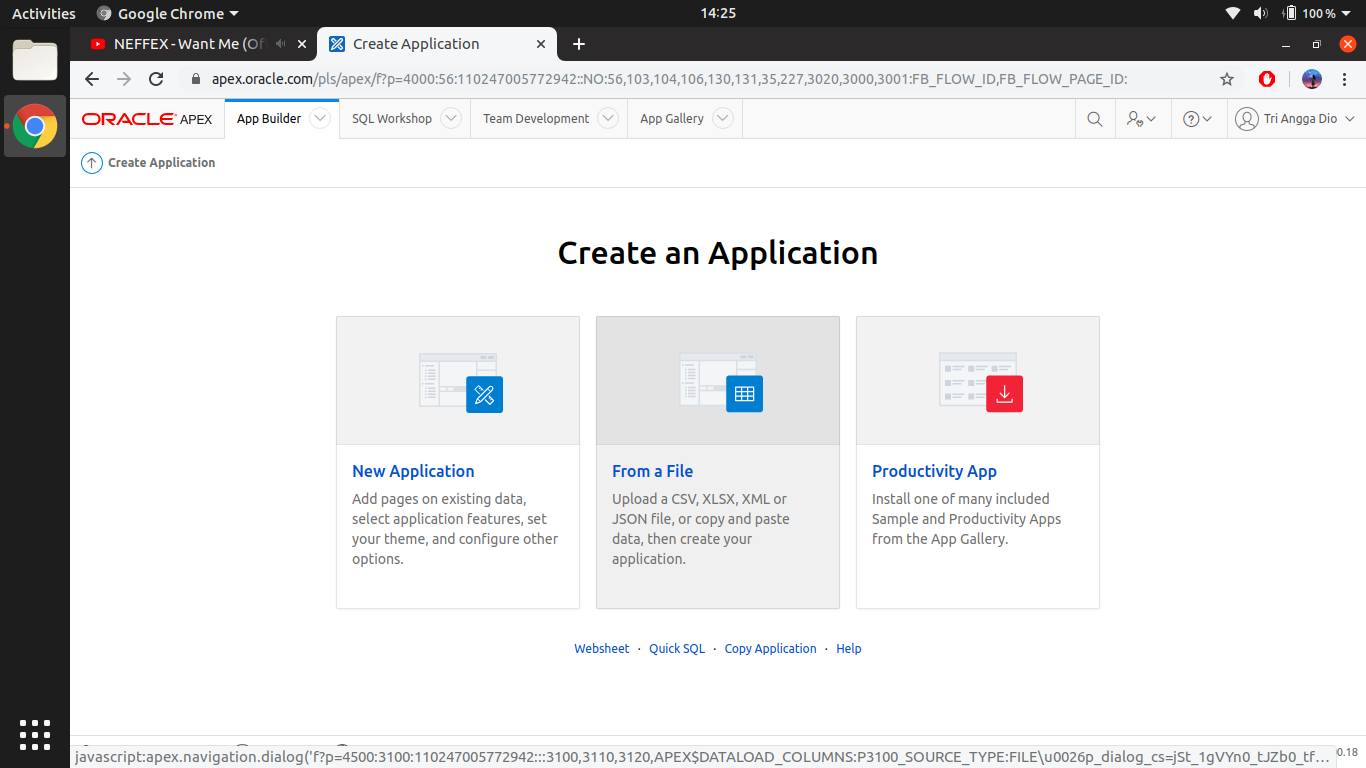 Activities
Google Chrome
14:25
100 %
NEFFEX - Want Me (Of
Create Application
apex.oracle.com/pls/apex/f?p=4000:56:110247005772942::NO:56,103,104,106,130,131,35,227,3020,3000,3001:FB_FLOW_ID,FB_FLOW_PAGE_ID:
ORACLE APEX
App Builder
SQL Workshop
Team Development
App Gallery
Tri Angga Dio
Create Application
Create an Application
New Application
Add pages on existing data,
select application features, set
your theme, and configure other
options.
From a File
Upload a CSV, XLSX, XML or
JSON file, or copy and paste
data, then create your
application.
Productivity App
Install one of many included
Sample and Productivity Apps
from the App Gallery.
Websheet · Quick SQL · Copy Application · Help
javascript:apex.navigation.dialog('f?p=4500:3100:110247005772942:::3100,3110,3120,APEX$DATALOAD_COLUMNS:P3100_SOURCE_TYPE:FILE\u0026p_dialog_cs=jSt_1gVYn0_tJZb0_tf...
0.18